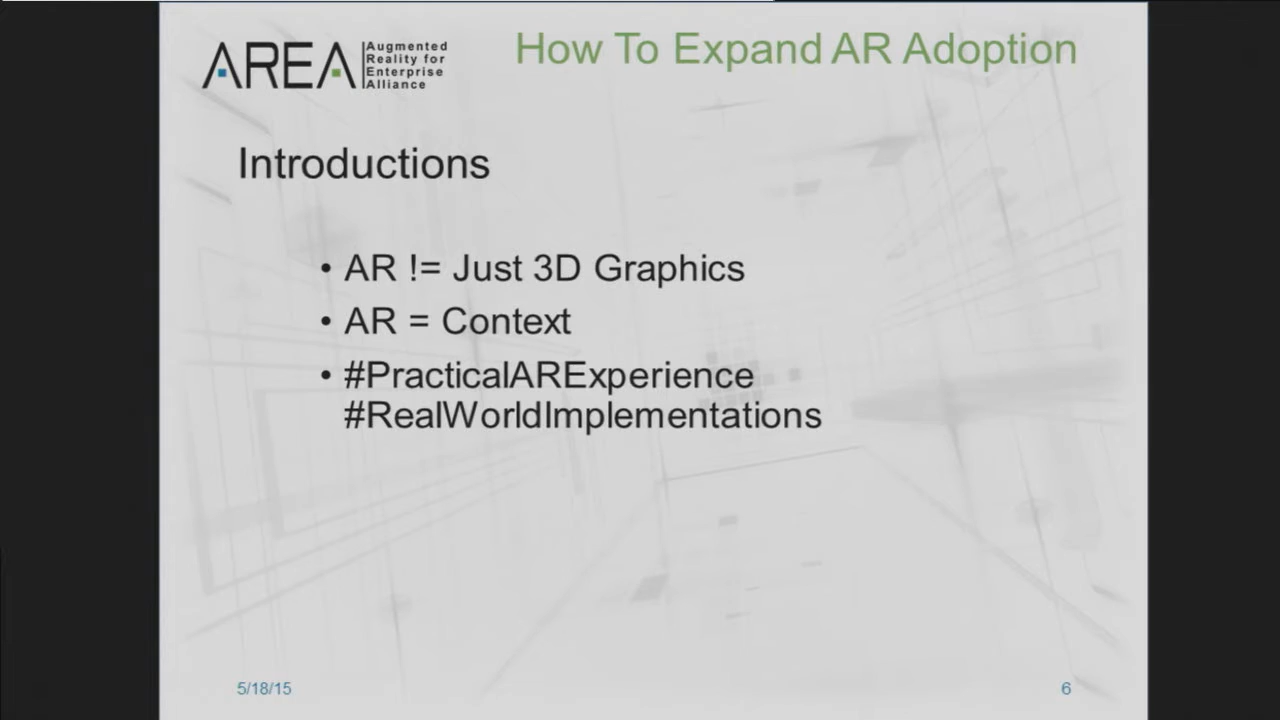 AREA
Augmented
Reality for
Enterprise
Alliance
How To Expand AR Adoption
Introductions
• AR != Just 3D Graphics
• AR = Context
• #PracticalARExperience
#RealWorldImplementations
5/18/15
6